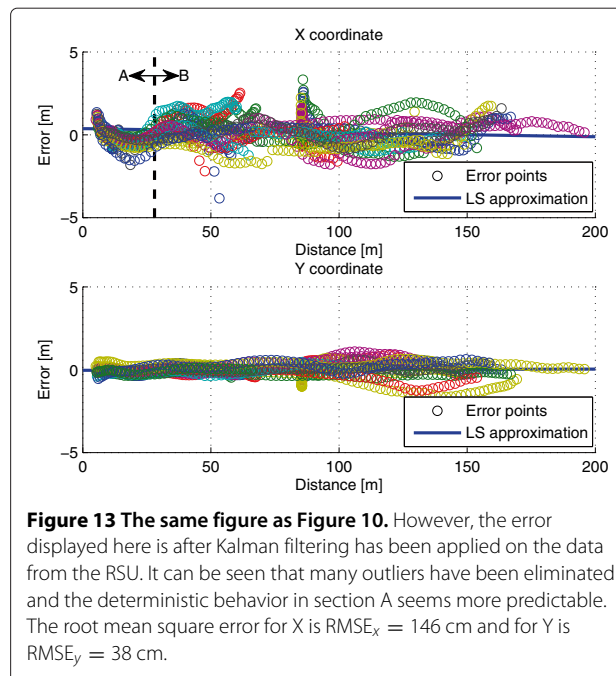 X coordinate
5
A B
Error [m]
0
Error points
LS approximation
-5
0 50 100 150 200
Distance [m]
Y coordinate
5
Error [m]
0
Error points
LS approximation
-5
0 50 100 150 200
Distance [m]
Figure 13 The same figure as Figure 10. However, the error
displayed here is after Kalman filtering has been applied on the data
from the RSU. It can be seen that many outliers have been eliminated
and the deterministic behavior in section A seems more predictable.
The root mean square error for X is RMSEₓ = 146 cm and for Y is
RMSE_y = 38 cm.